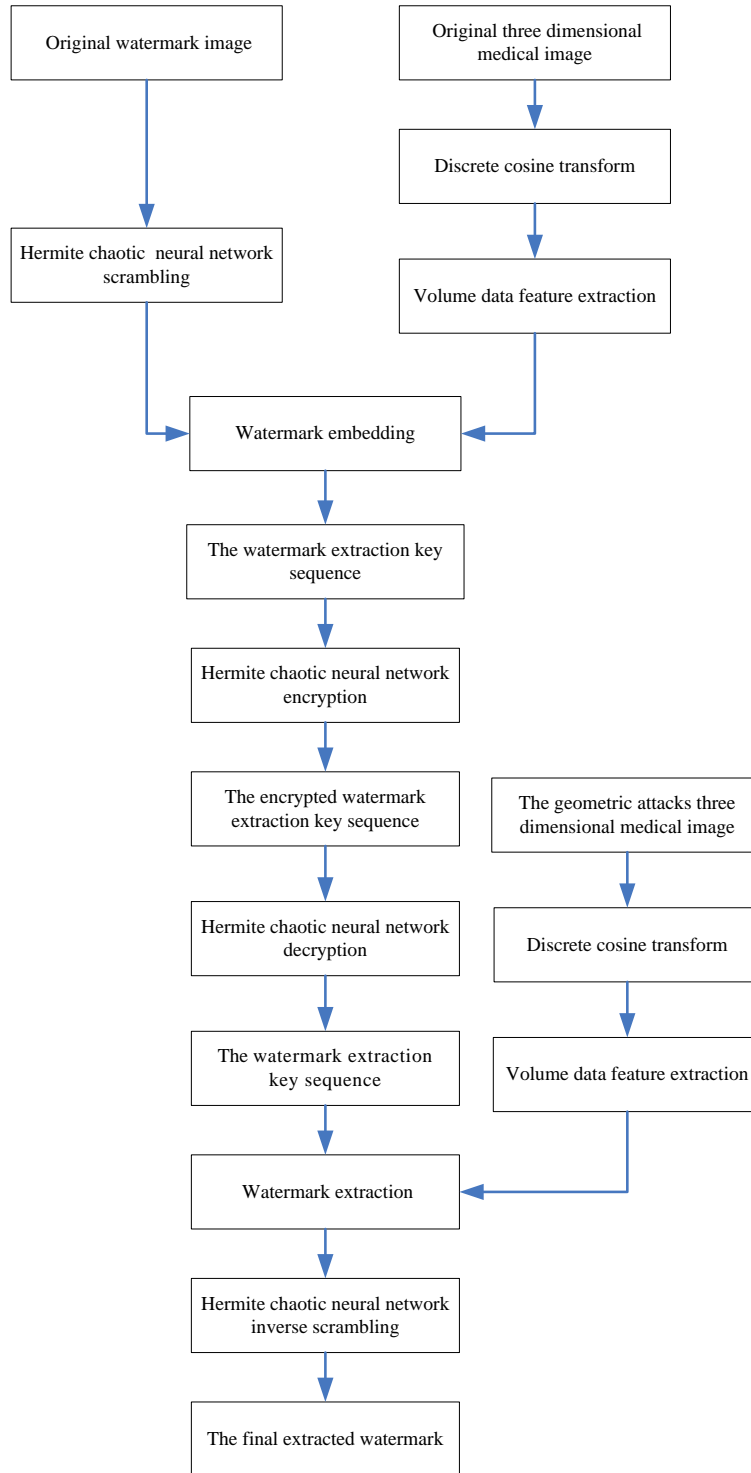 Original watermark image
Original three dimensional
medical image
Discrete cosine transform
Hermite chaotic neural network
scrambling
Volume data feature extraction
Watermark embedding
The watermark extraction key
sequence
Hermite chaotic neural network
encryption
The encrypted watermark
extraction key sequence
The geometric attacks three
dimensional medical image
Hermite chaotic neural network
decryption
Discrete cosine transform
The watermark extraction
key sequence
Volume data feature extraction
Watermark extraction
Hermite chaotic neural network
inverse scrambling
The final extracted watermark